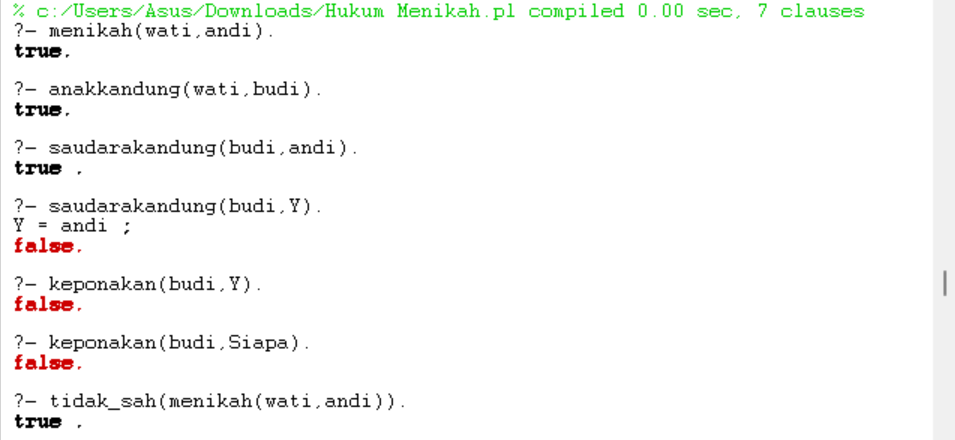 % c:/Users/Asus/Downloads/Hukum Menikah.pl compiled 0.00 sec, 7 clauses
?- menikah(wati,andi).
true.
?- anakkandung(wati,budi).
true.
?- saudarakandung(budi,andi).
true .
?- saudarakandung(budi,Y).
Y = andi ;
false.
?- keponakan(budi,Y).
false.
?- keponakan(budi,Siapa).
false.
?- tidak_sah(menikah(wati,andi)).
true .